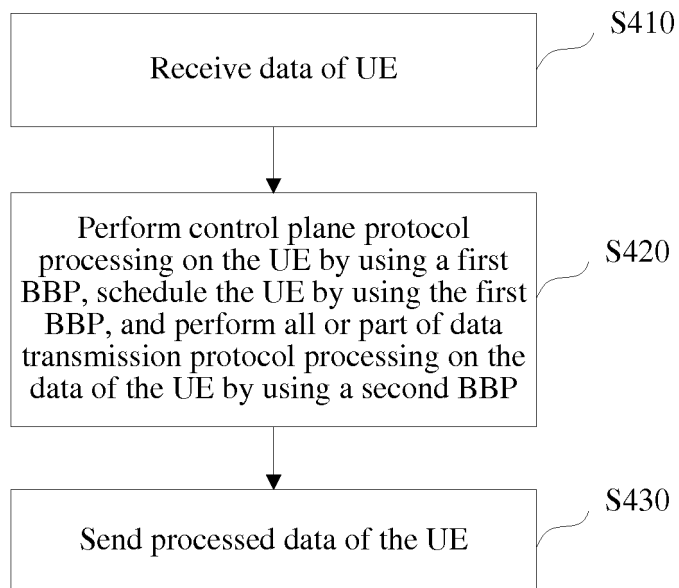 S410
Receive data of UE
Perform control plane protocol
processing on the UE by using a first
BBP, schedule the UE by using the first
BBP, and perform all or part of data
transmission protocol processing on the
data of the UE by using a second BBP
S420
Send processed data of the UE
S430